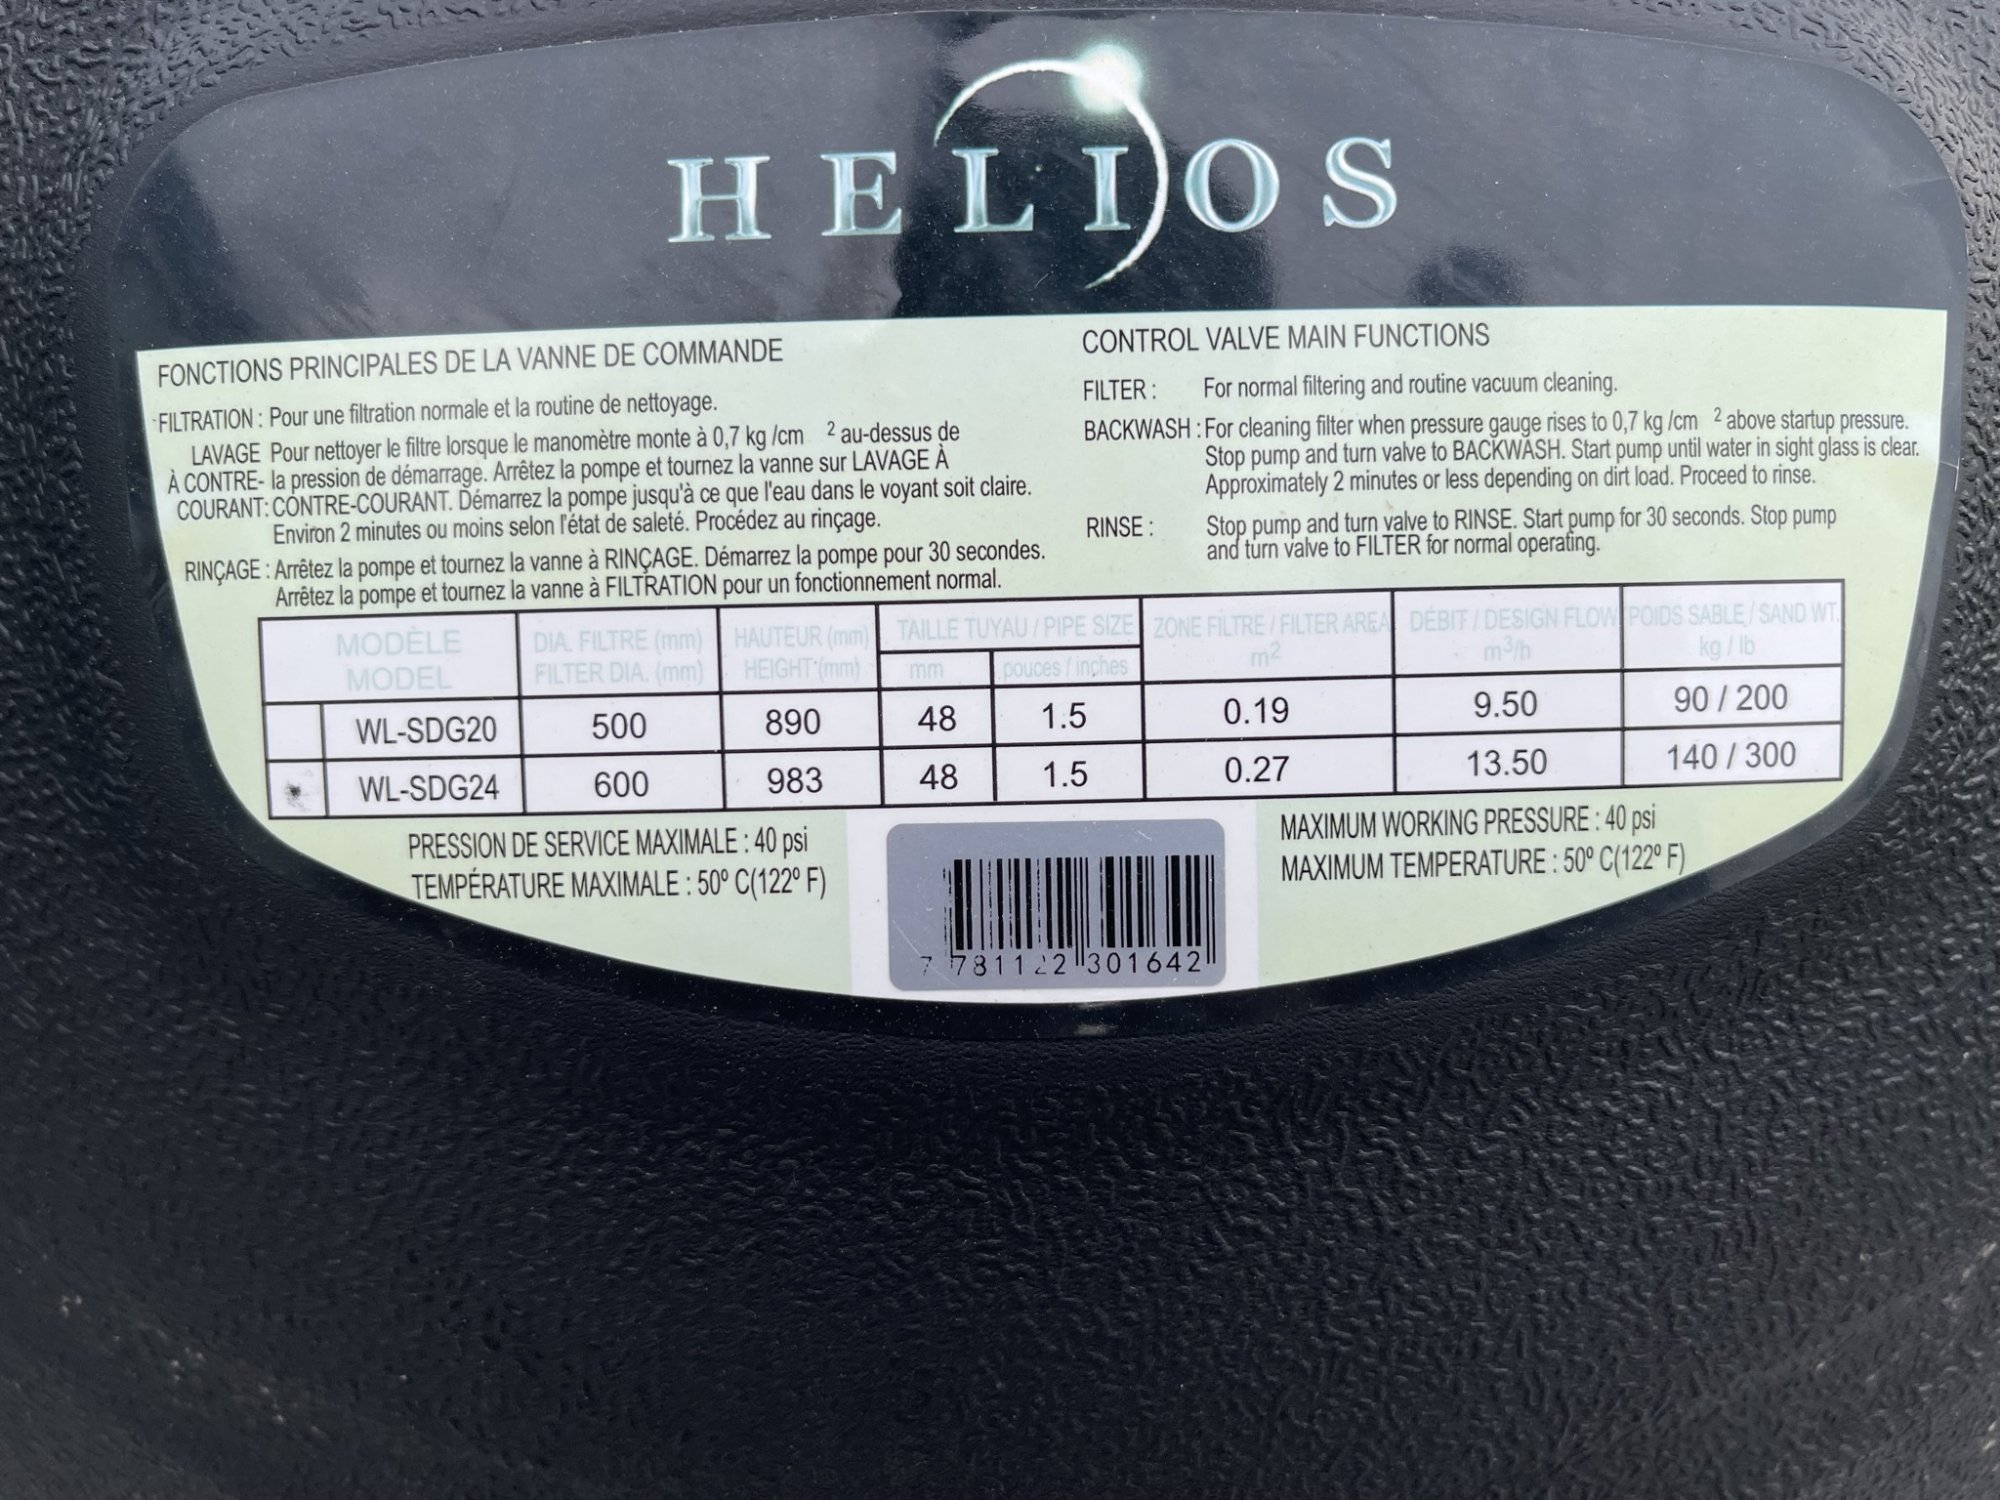 HELIOS
FONCTIONS PRINCIPALES DE LA VANNE DE COMMANDE
FILTRATION : Pour une filtration normale et la routine de nettoyage.
LAVAGE Pour nettoyer le filtre lorsque le manomètre monte à 0,7 kg /cm 2 au-dessus de
À CONTRE- la pression de démarrage. Arrêtez la pompe et tournez la vanne sur LAVAGE À
COURANT: CONTRE-COURANT. Démarrez la pompe jusqu'à ce que l'eau dans le voyant soit claire.
Environ 2 minutes ou moins selon l'état de saleté. Procédez au rinçage.
RINÇAGE : Arrêtez la pompe et tournez la vanne à RINÇAGE. Démarrez la pompe pour 30 secondes.
Arrêtez la pompe et tournez la vanne à FILTRATION pour un fonctionnement normal.
CONTROL VALVE MAIN FUNCTIONS
FILTER : For normal filtering and routine vacuum cleaning.
BACKWASH : For cleaning filter when pressure gauge rises to 0,7 kg /cm 2 above startup pressure.
Stop pump and turn valve to BACKWASH. Start pump until water in sight glass is clear.
Approximately 2 minutes or less depending on dirt load. Proceed to rinse.
RINSE : Stop pump and turn valve to RINSE. Start pump for 30 seconds. Stop pump
and turn valve to FILTER for normal operating.
MODÈLE DIA. FILTRE (mm) HAUTEUR (mm) TAILLE TUYAU / PIPE SIZE ZONE FILTRE / FILTER AREA DÉBIT / DESIGN FLOW POIDS SABLE / SAND WT.
MODEL FILTER DIA. (mm) HEIGHT (mm) mm pouces / inches m2 m3/h kg / lb
WL-SDG20 500 890 48 1.5 0.19 9.50 90 / 200
WL-SDG24 600 983 48 1.5 0.27 13.50 140 / 300
PRESSION DE SERVICE MAXIMALE : 40 psi
TEMPÉRATURE MAXIMALE : 50º C(122º F)
7 781122 301642
MAXIMUM WORKING PRESSURE : 40 psi
MAXIMUM TEMPERATURE : 50º C(122º F)